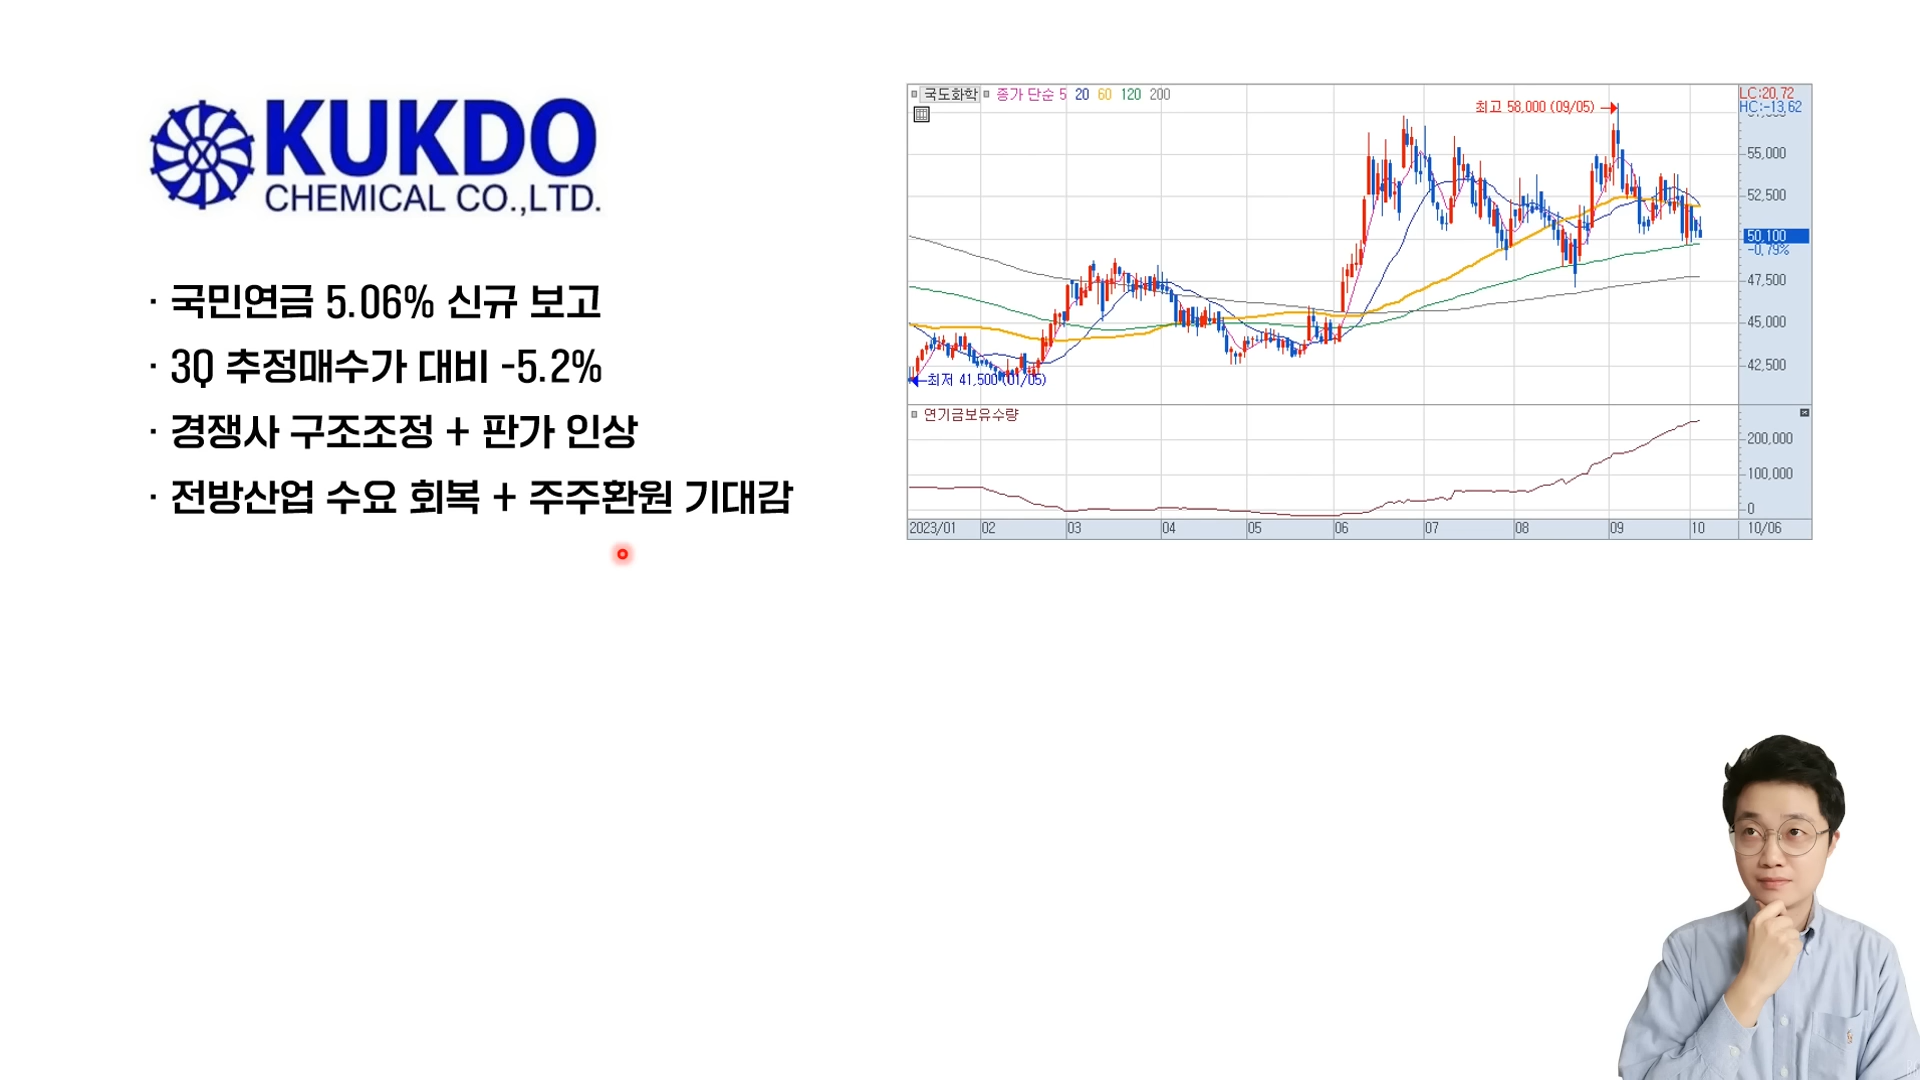 KUKDO
CHEMICAL CO.,LTD.
· 국민연금 5.06% 신규 보고
· 3Q 추정매수가 대비 -5.2%
· 경쟁사 구조조정 + 판가 인상
· 전방산업 수요 회복 + 주주환원 기대감
국도화학 종가 단순 5 20 60 120 200
최고 58,000 (09/05)
LC:20,72
HC:-13,62
55,000
52,500
50,100
-0,79%
47,500
45,000
42,500
최저 41,500 (01/05)
연기금보유수량
200,000
100,000
0
2023/01 02 03 04 05 06 07 08 09 10 10/06